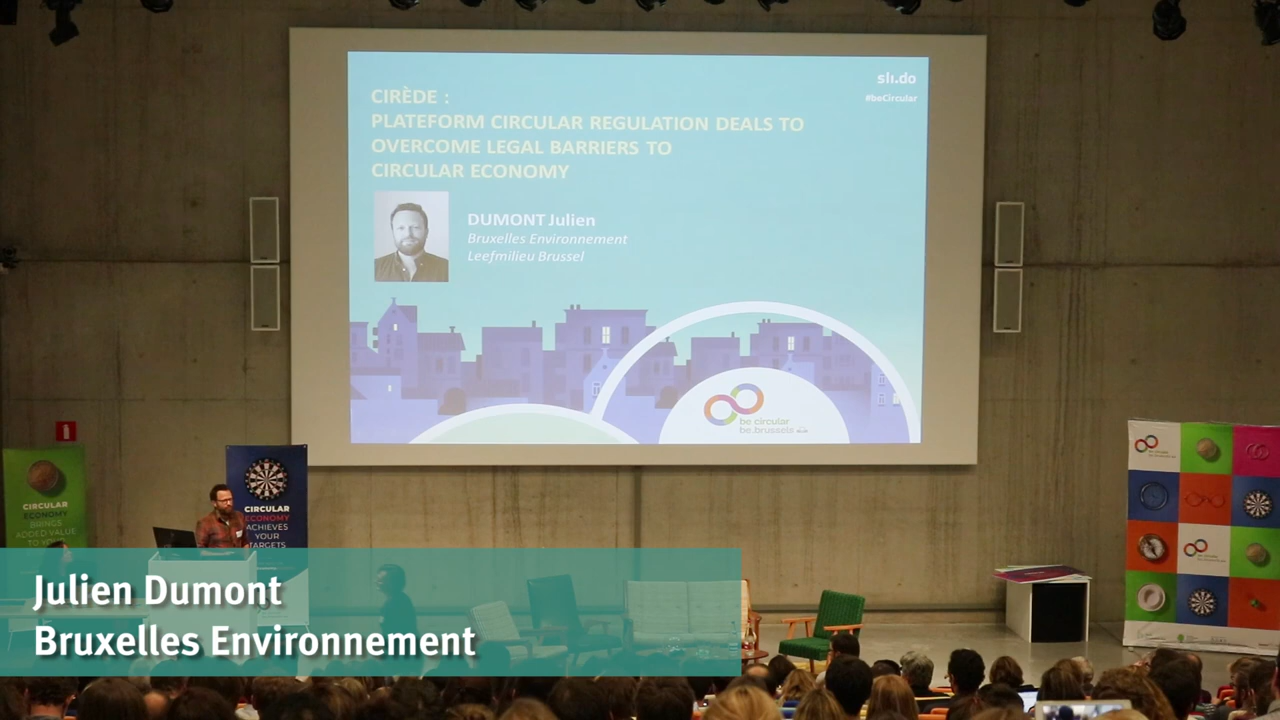 sli.do
#beCircular
CIRÈDE :
PLATEFORM CIRCULAR REGULATION DEALS TO
OVERCOME LEGAL BARRIERS TO
CIRCULAR ECONOMY
DUMONT Julien
Bruxelles Environnement
Leefmilieu Brussel
be circular
be.brussels
CIRCULAR
ECONOMY
BRINGS
ADDED VALUE
TO
CIRCULAR
ECONOMY
ACHIEVES
YOUR
TARGETS
Julien Dumont
Bruxelles Environnement